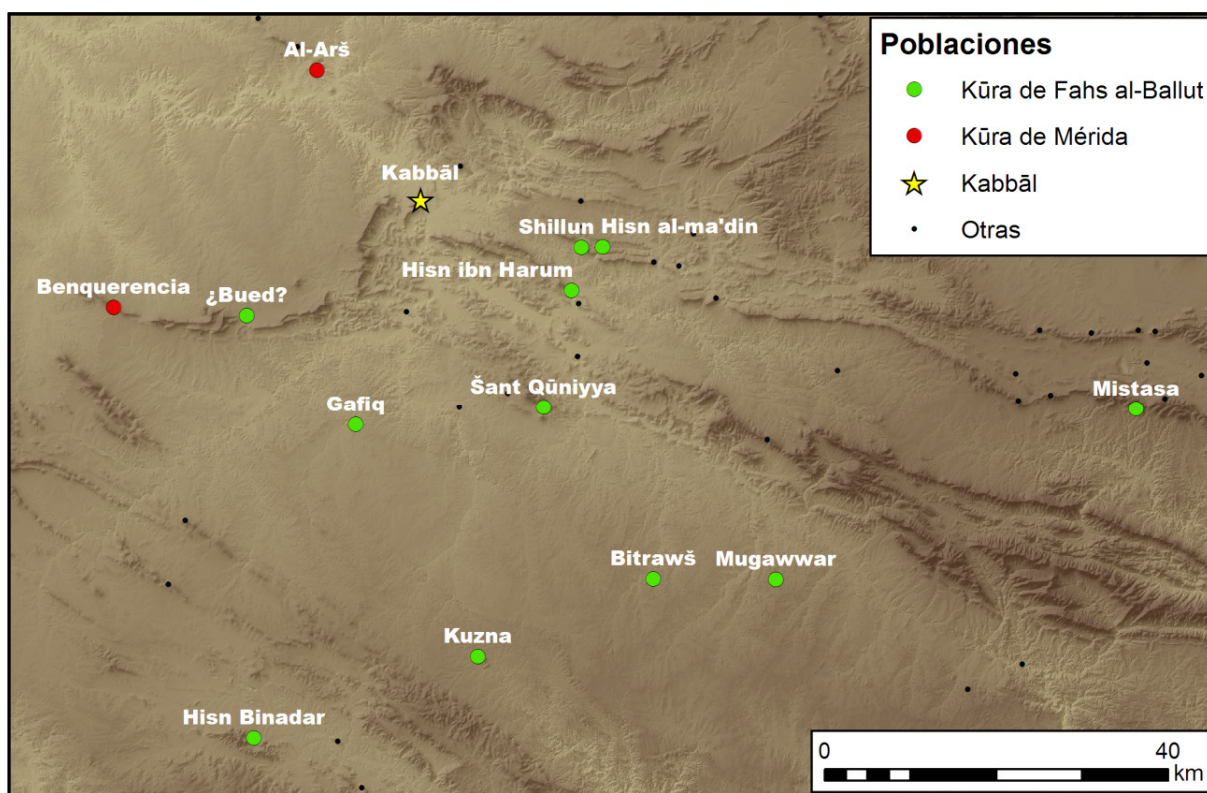 Al-Arš
Poblaciones
Kūra de Fahs al-Ballut
Kūra de Mérida
Kabbāl
Otras
Kabbāl
Shillun Hisn al-ma'din
Hisn ibn Harum
Benquerencia
¿Bued?
Šant Qūniyya
Mistasa
Gafiq
Bitrawš
Mugawwar
Kuzna
Hisn Binadar
0 40
km